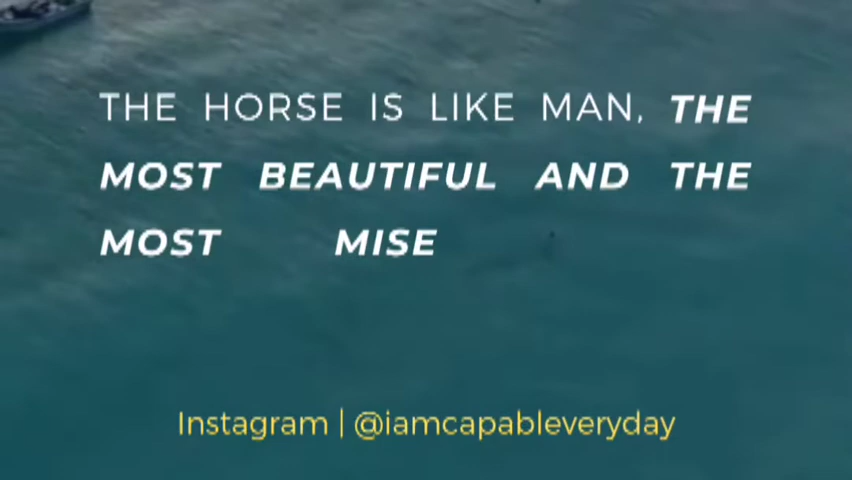 THE HORSE IS LIKE MAN, THE
MOST BEAUTIFUL AND THE
MOST MISE
Instagram | @iamcapableveryday